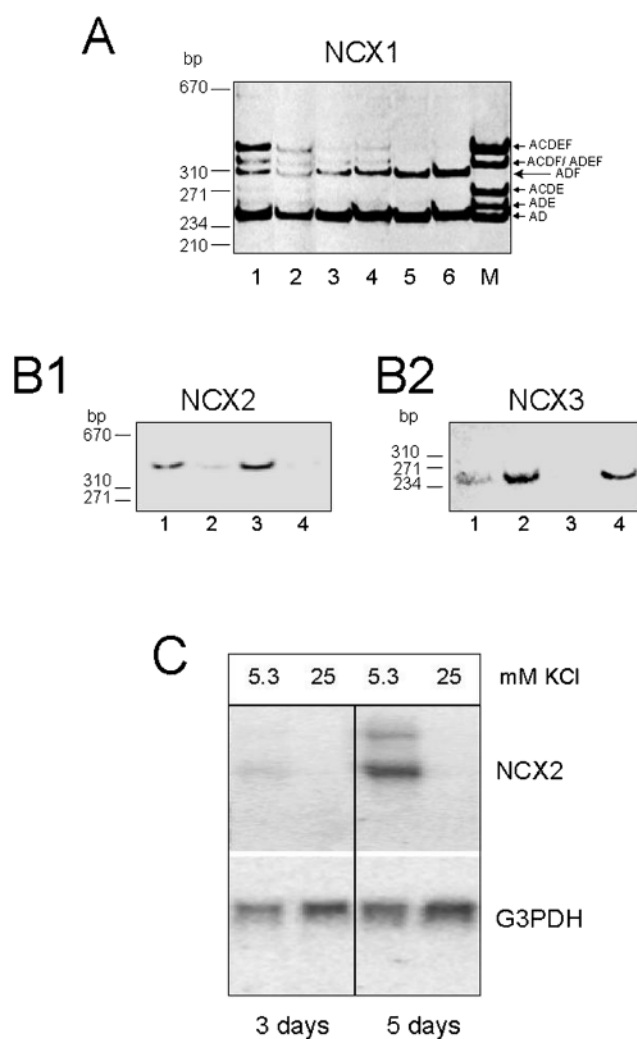 A
NCX1
bp
670
310
271
234
210
ACDEF
ACDF/ ADEF
ADF
ACDE
ADE
AD
1 2 3 4 5 6 M
B1
NCX2
bp
670
310
271
1 2 3 4
B2
NCX3
bp
310
271
234
1 2 3 4
C
5.3 25 5.3 25 mM KCl
NCX2
G3PDH
3 days 5 days